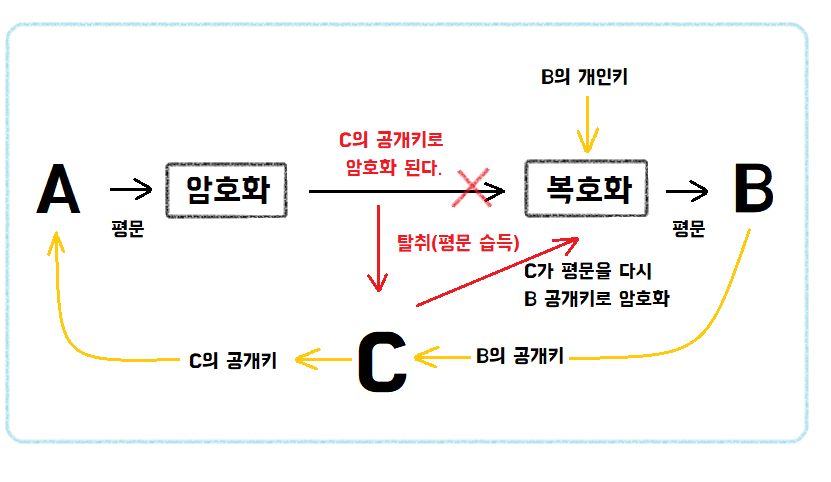 B의 개인키
C의 공개키로
암호화 된다.
A
암호화
복호화
B
평문
평문
탈취(평문 습득)
C가 평문을 다시
B 공개키로 암호화
C의 공개키
C
B의 공개키